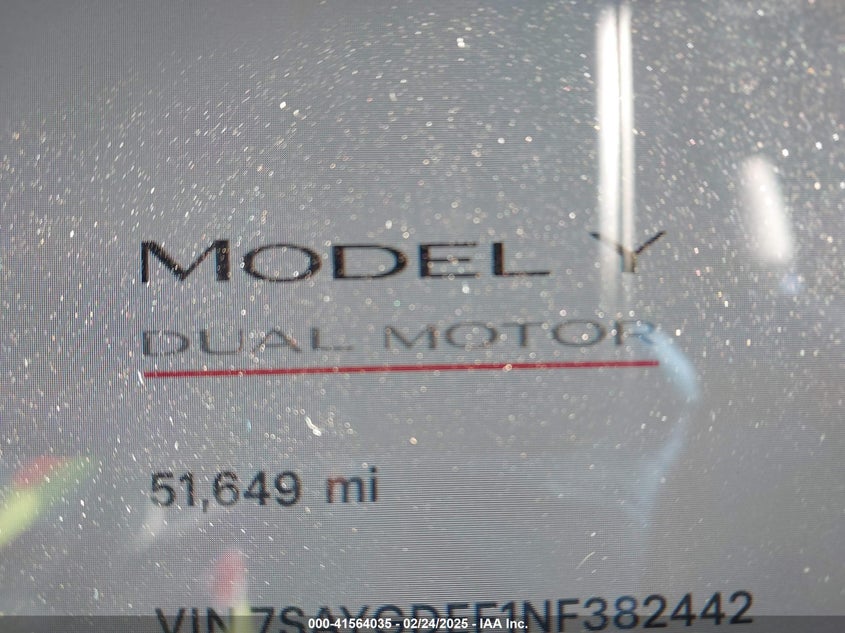 MODEL Y
DUAL MOTOR
51,649 mi
VIN 7SAYGDEF1NF382442
000-41564035 - 02/24/2025 - IAA Inc.